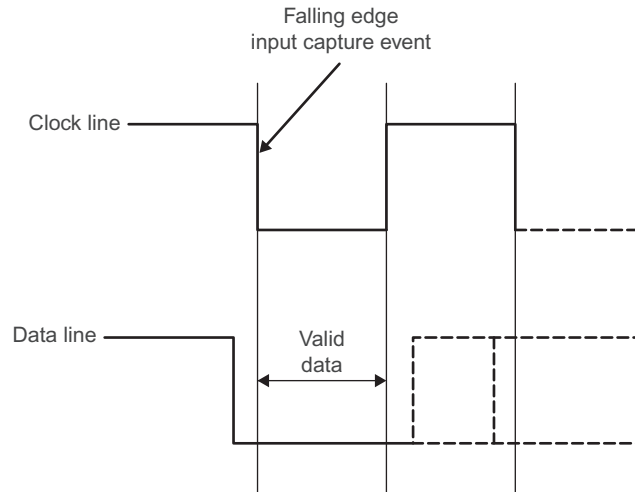 Falling edge
input capture event
Clock line
Data line
Valid
data